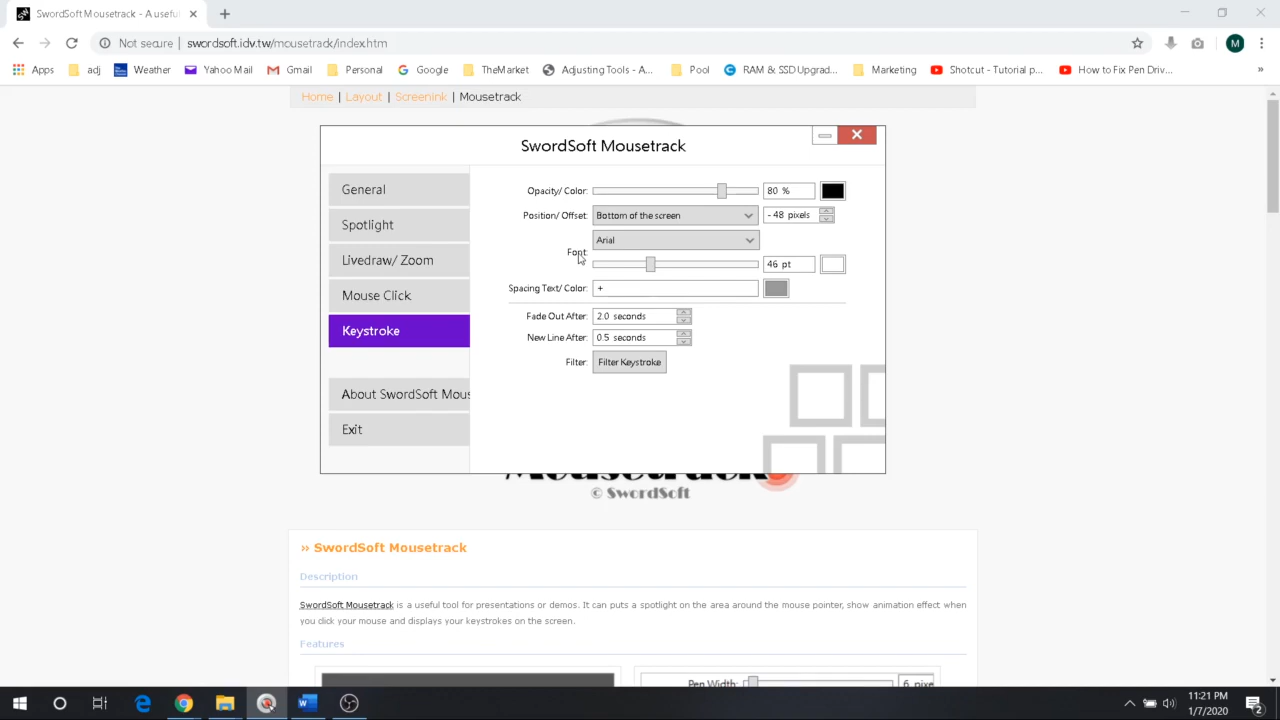 SwordSoft Mousetrack - A useful
Not secure | swordsoft.idv.tw/mousetrack/index.htm
M
Apps adj Weather Yahoo Mail Gmail Personal Google TheMarket Adjusting Tools - A... Pool RAM & SSD Upgrad... Marketing Shotcut - Tutorial p... How to Fix Pen Driv... »
Home | Layout | Screenink | Mousetrack
SwordSoft Mousetrack
General
Spotlight
Livedraw/ Zoom
Mouse Click
Keystroke
About SwordSoft Mous
Exit
Opacity/ Color: 80 %
Position/ Offset: Bottom of the screen - 48 pixels
Arial
Font: 46 pt
Spacing Text/ Color: +
Fade Out After: 2.0 seconds
New Line After: 0.5 seconds
Filter: Filter Keystroke
Mousetrack
© SwordSoft
» SwordSoft Mousetrack
Description
SwordSoft Mousetrack is a useful tool for presentations or demos. It can puts a spotlight on the area around the mouse pointer, show animation effect when
you click your mouse and displays your keystrokes on the screen.
Features
Pen Width: 6 pixe
11:21 PM
1/7/2020
2